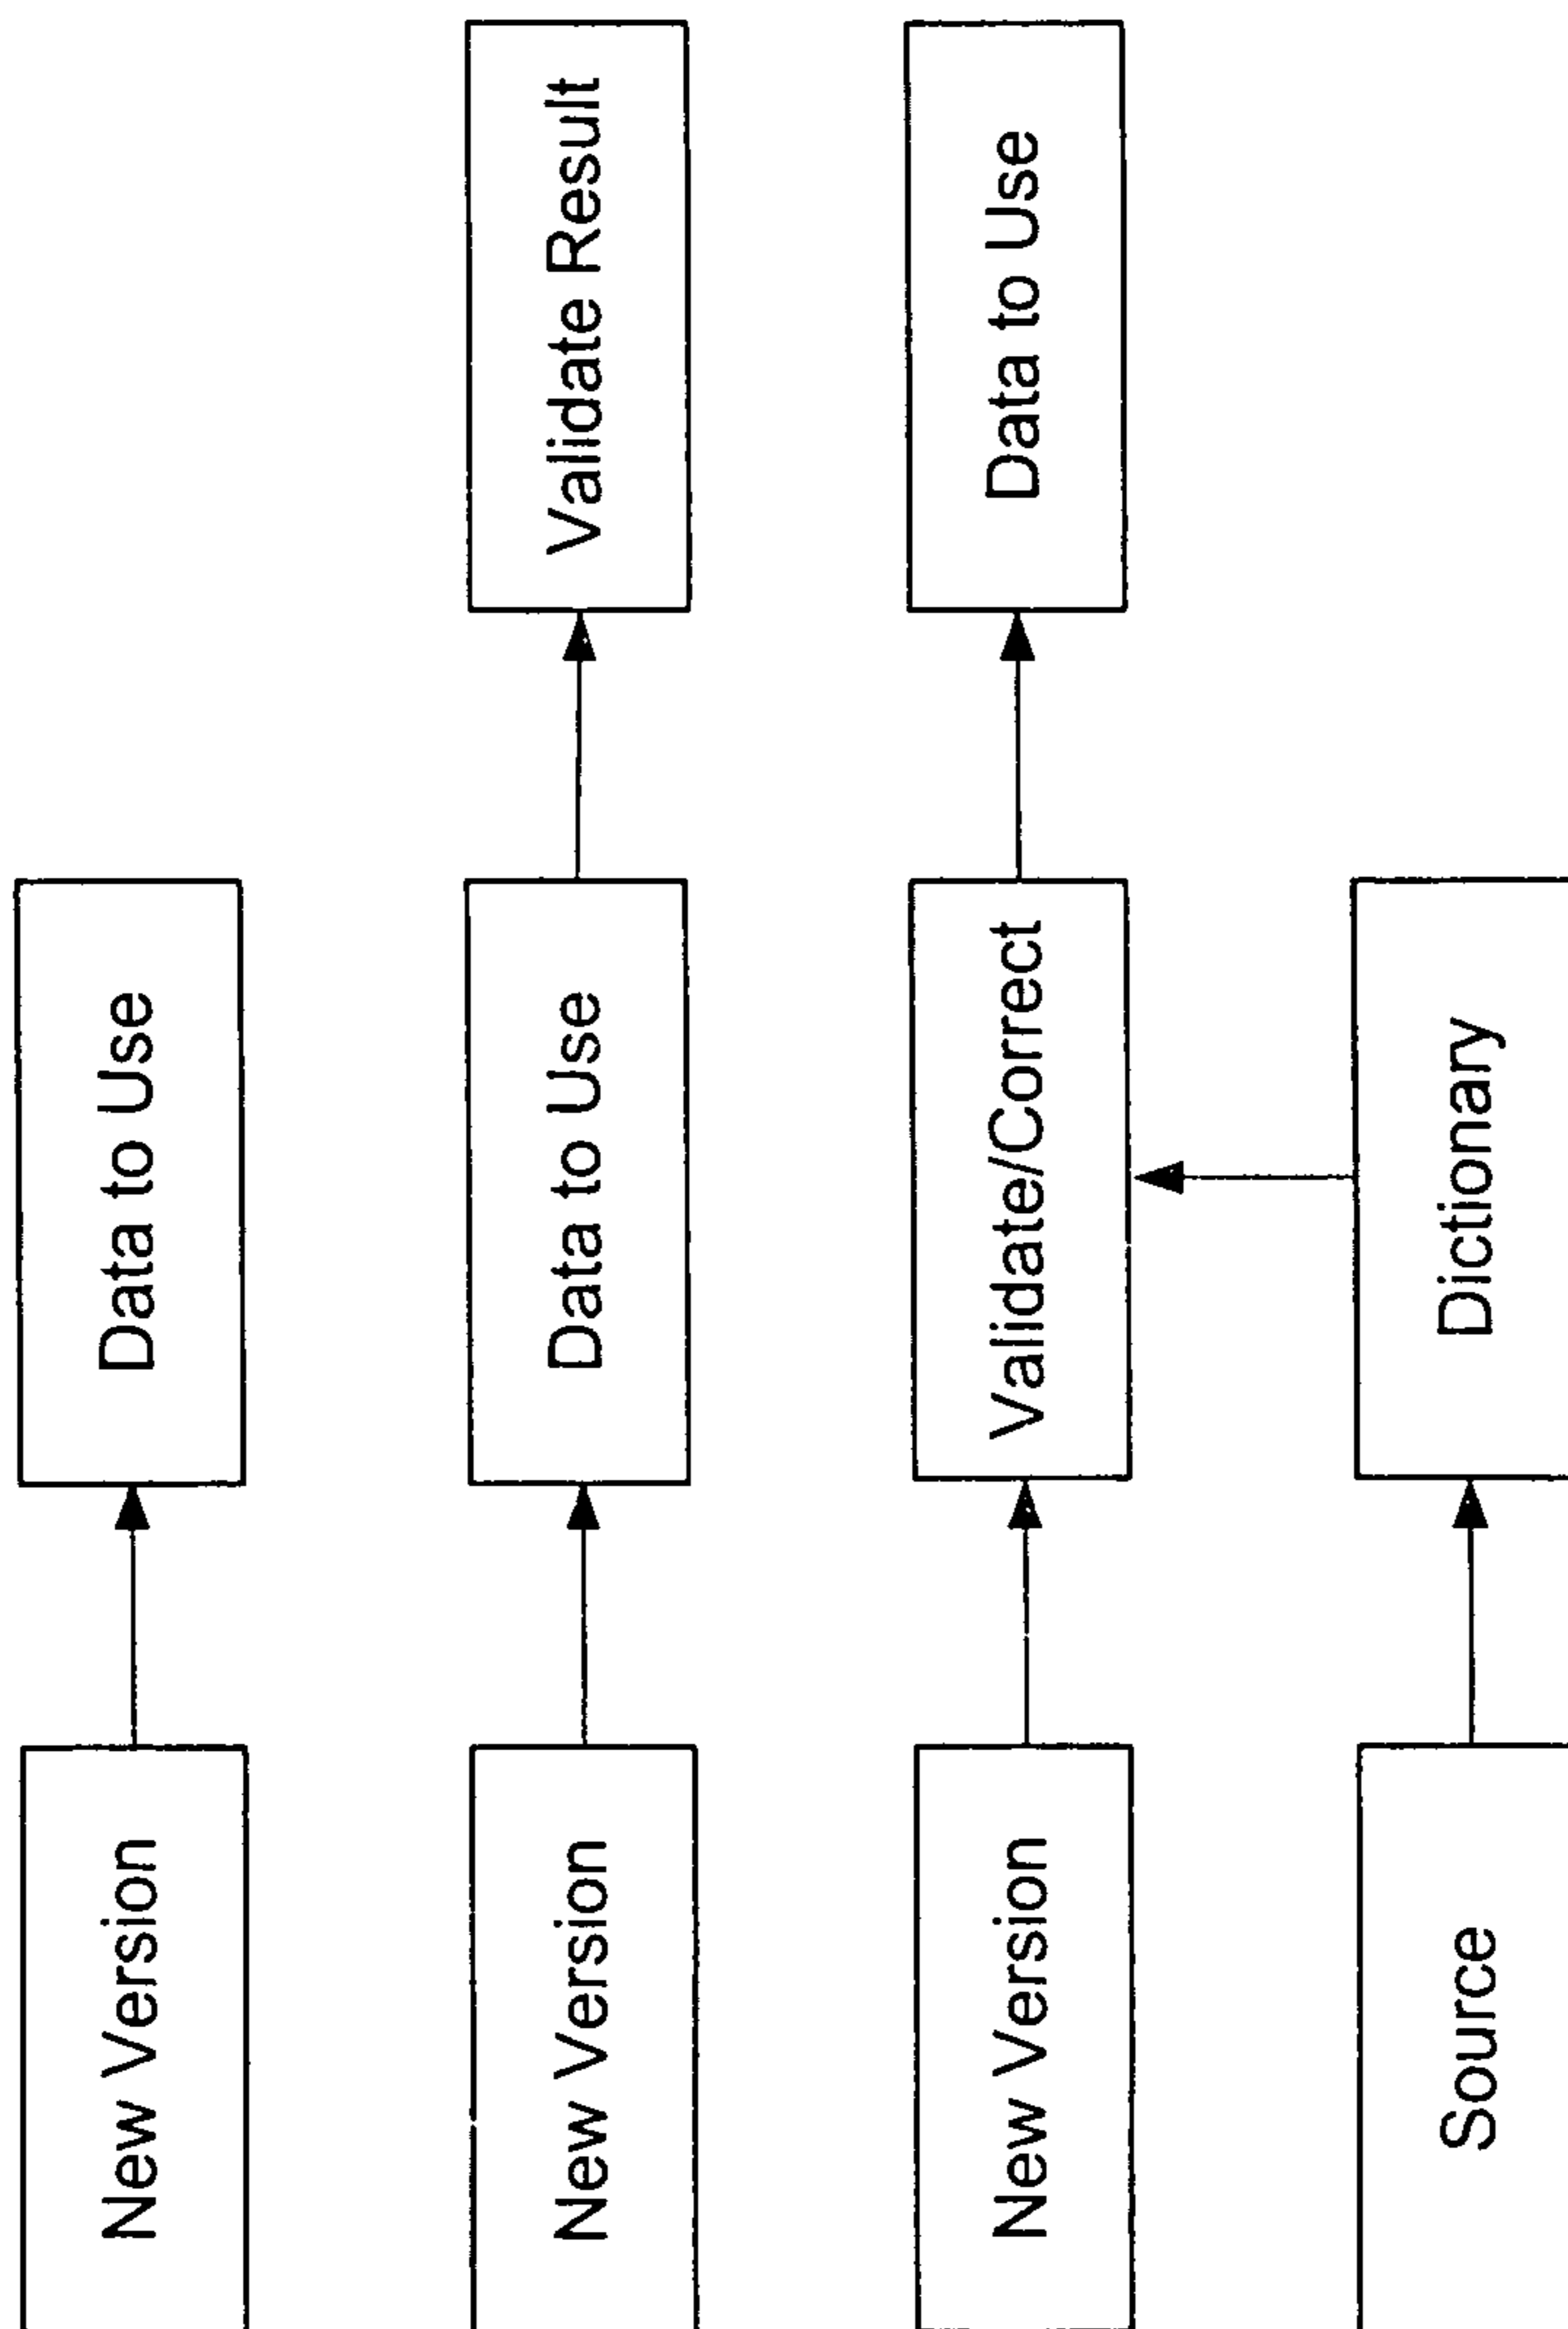 New Version
Data to Use
New Version
Data to Use
Validate Result
New Version
Validate/Correct
Data to Use
Source
Dictionary